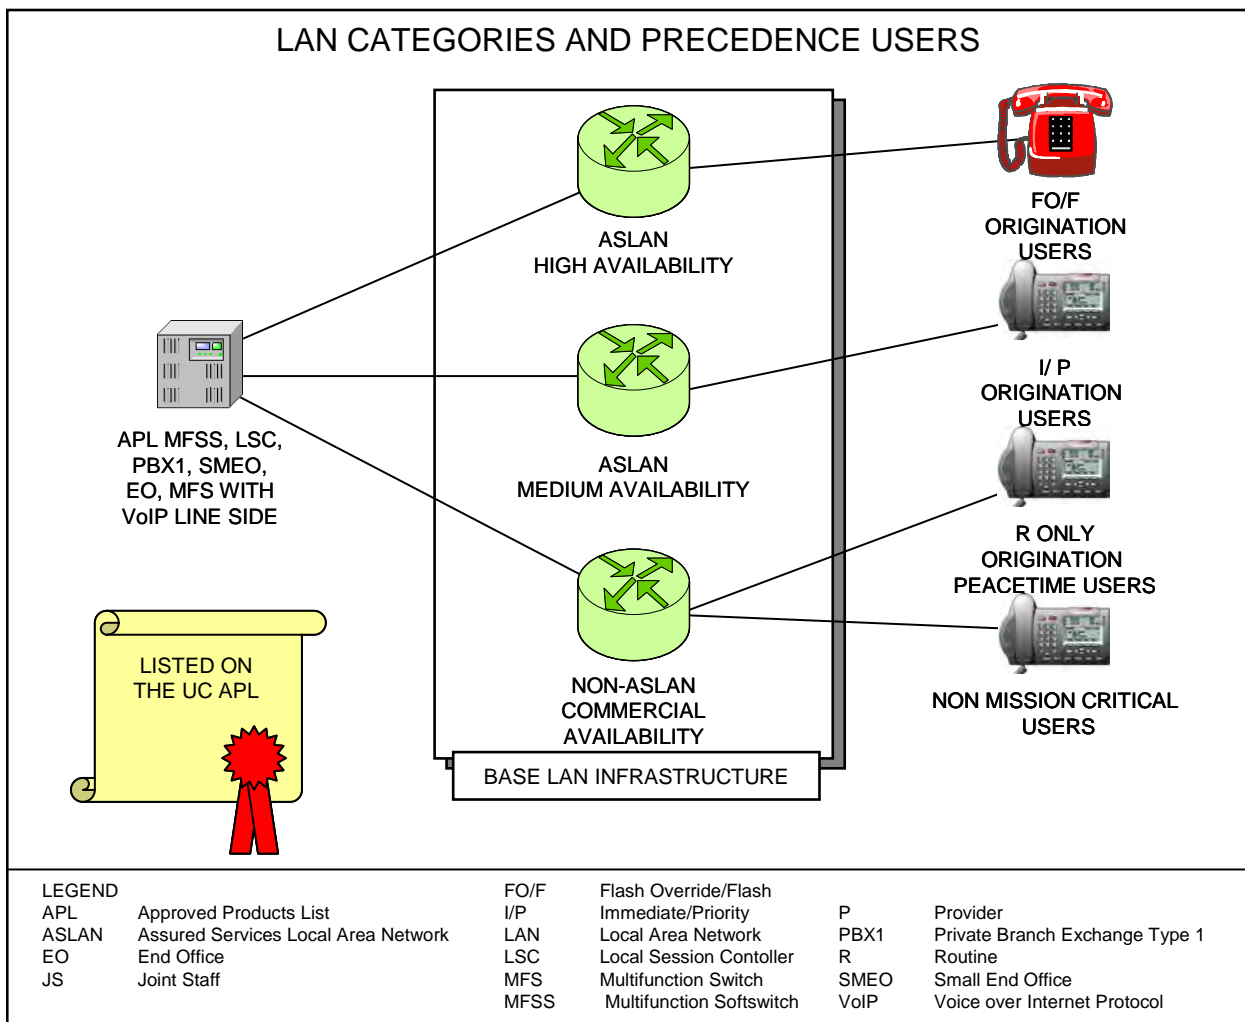 LAN CATEGORIES AND PRECEDENCE USERS
ASLAN
HIGH AVAILABILITY
FO/F
ORIGINATION
USERS
APL MFSS, LSC,
PBX1, SMEO,
EO, MFS WITH
VoIP LINE SIDE
ASLAN
MEDIUM AVAILABILITY
I/ P
ORIGINATION
USERS
R ONLY
ORIGINATION
PEACETIME USERS
NON-ASLAN
COMMERCIAL
AVAILABILITY
NON MISSION CRITICAL
USERS
LISTED ON
THE UC APL
BASE LAN INFRASTRUCTURE
LEGEND
APL Approved Products List
ASLAN Assured Services Local Area Network
EO End Office
JS Joint Staff
FO/F Flash Override/Flash
I/P Immediate/Priority
LAN Local Area Network
LSC Local Session Contoller
MFS Multifunction Switch
MFSS Multifunction Softswitch
P Provider
PBX1 Private Branch Exchange Type 1
R Routine
SMEO Small End Office
VoIP Voice over Internet Protocol